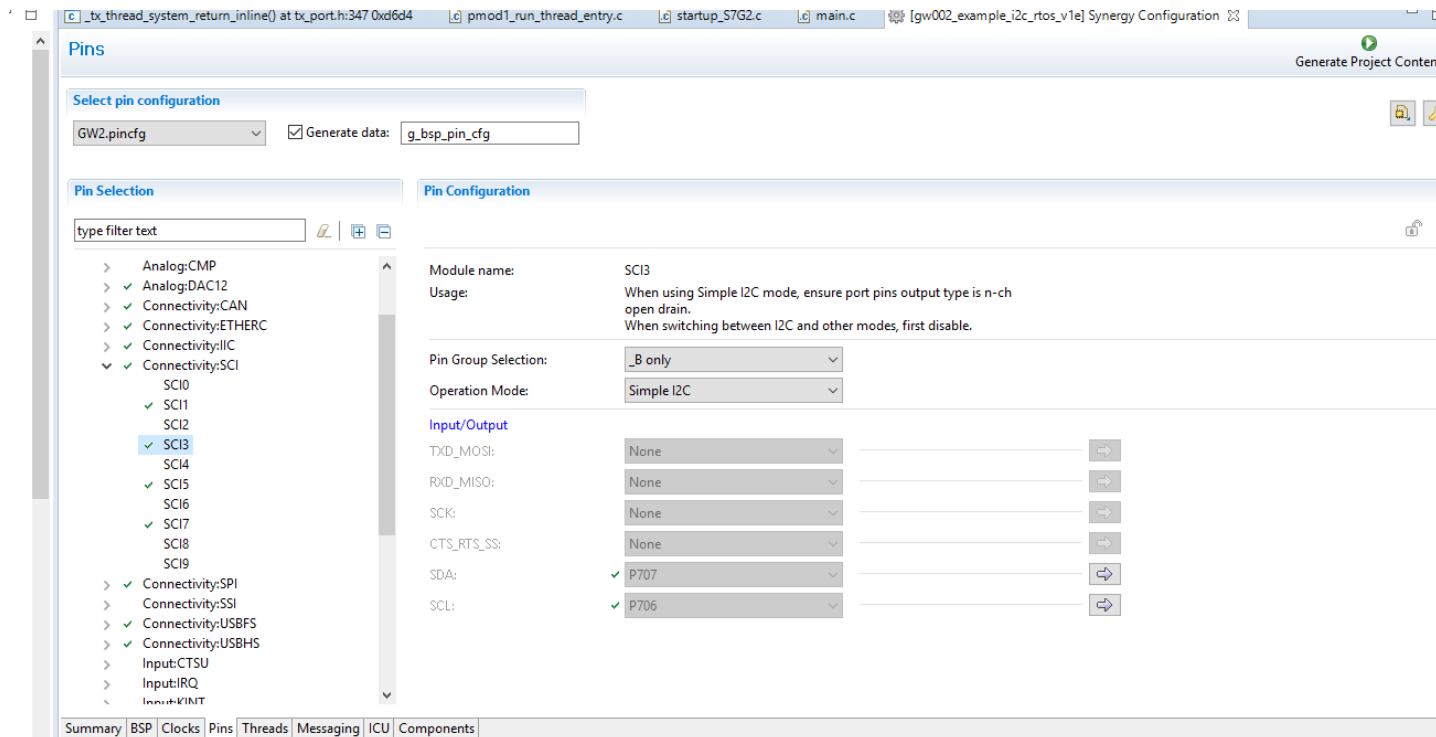 _tx_thread_system_return_inline() at tx_port.h:347 0xd6d4 pmod1_run_thread_entry.c startup_S7G2.c main.c [gw002_example_i2c_rtos_v1e] Synergy Configuration
Pins
Generate Project Conten
Select pin configuration
GW2.pincfg Generate data: g_bsp_pin_cfg
Pin Selection
Pin Configuration
type filter text
Analog:CMP
Analog:DAC12
Connectivity:CAN
Connectivity:ETHERC
Connectivity:IIC
Connectivity:SCI
SCI0
SCI1
SCI2
SCI3
SCI4
SCI5
SCI6
SCI7
SCI8
SCI9
Connectivity:SPI
Connectivity:SSI
Connectivity:USBFS
Connectivity:USBHS
Input:CTSU
Input:IRQ
Input:KINT
Module name: SCI3
Usage: When using Simple I2C mode, ensure port pins output type is n-ch
open drain.
When switching between I2C and other modes, first disable.
Pin Group Selection: _B only
Operation Mode: Simple I2C
Input/Output
TXD_MOSI: None
RXD_MISO: None
SCK: None
CTS_RTS_SS: None
SDA: P707
SCL: P706
Summary BSP Clocks Pins Threads Messaging ICU Components